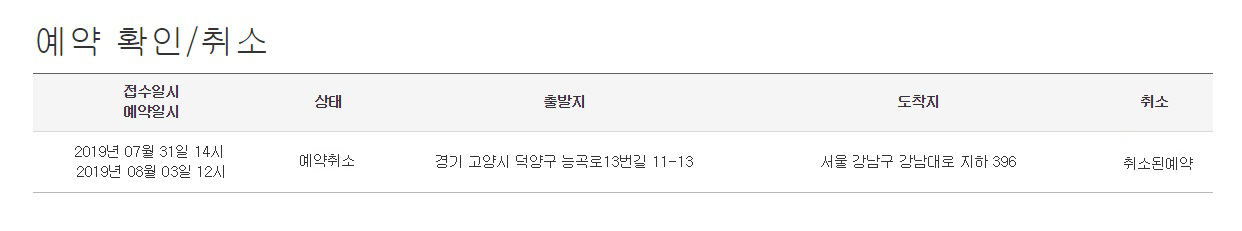 예약 확인/취소
접수일시
예약일시
상태
출발지
도착지
취소
2019년 07월 31일 14시
2019년 08월 03일 12시
예약취소
경기 고양시 덕양구 능곡로13번길 11-13
서울 강남구 강남대로 지하 396
취소된예약